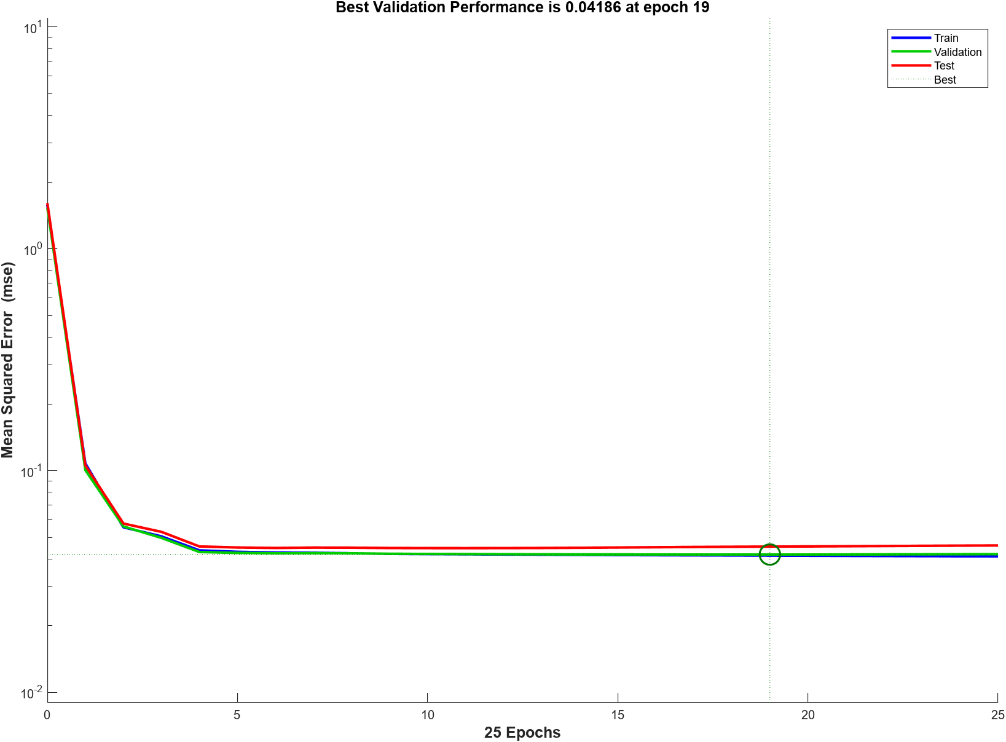 Best Validation Performance is 0.04186 at epoch 19
Train
Validation
Test
Best
Mean Squared Error (mse)
10^1
10^0
10^-1
10^-2
0 5 10 15 20 25
25 Epochs